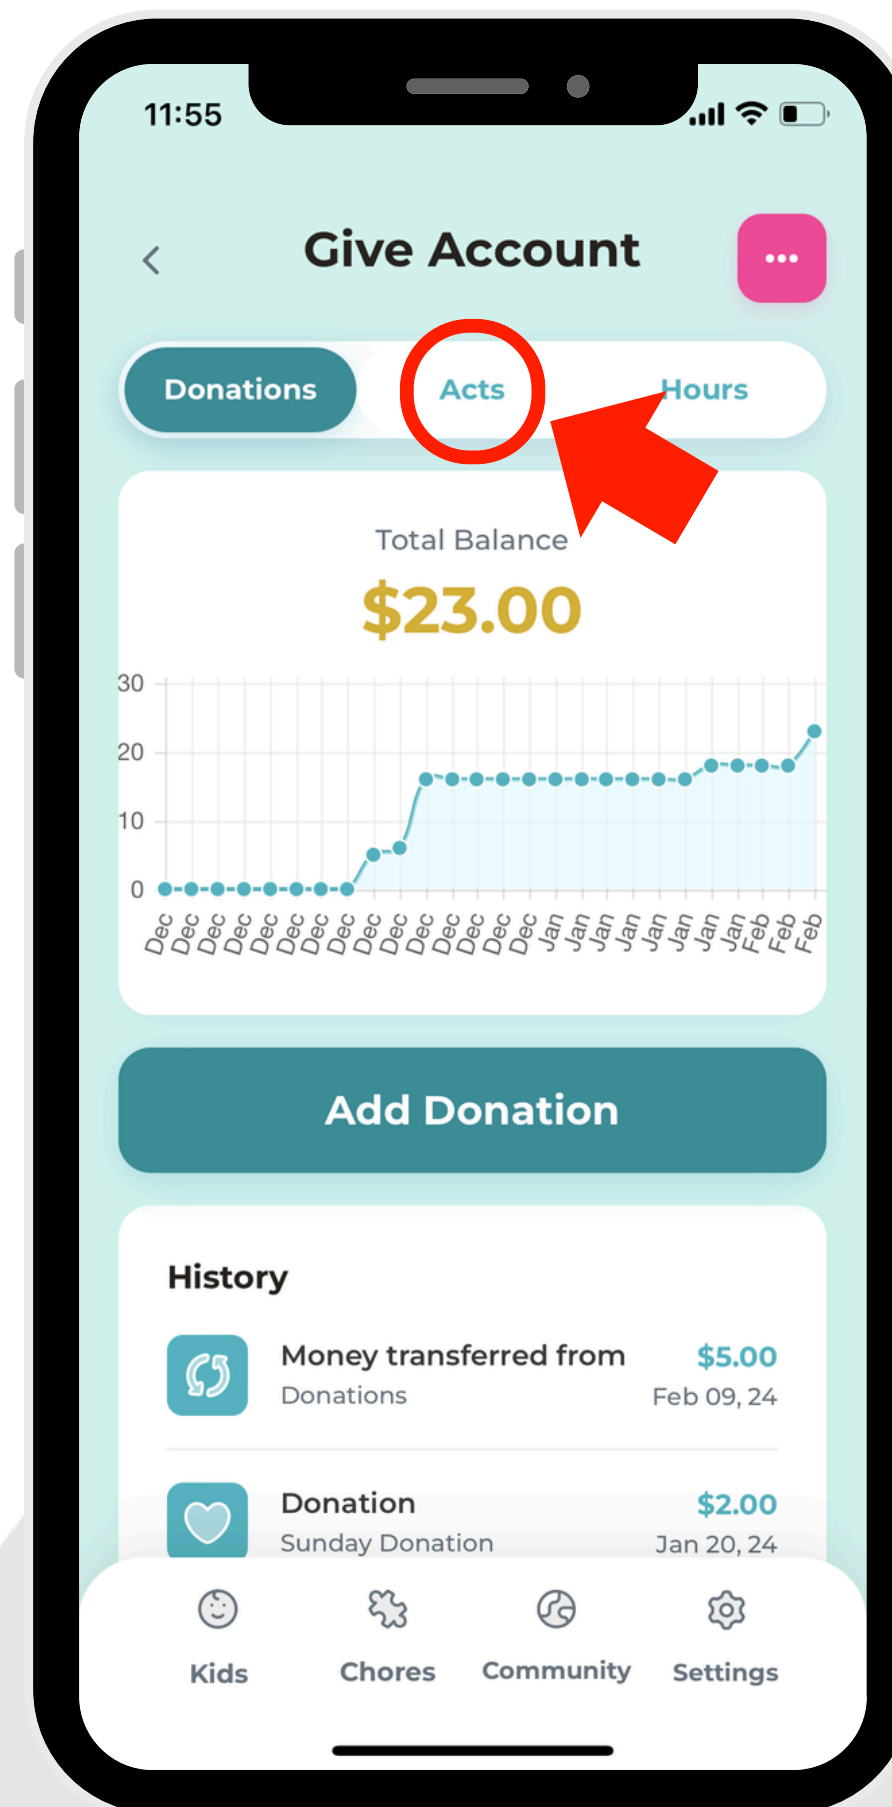 11:55
Give Account
Donations Acts Hours
Total Balance
$23.00
30
20
10
0
Dec Dec Dec Dec Dec Dec Dec Dec Dec Dec Dec Dec Dec Dec Dec Jan Jan Jan Jan Jan Jan Jan Jan Feb Feb Feb
Add Donation
History
Money transferred from $5.00
Donations Feb 09, 24
Donation $2.00
Sunday Donation Jan 20, 24
Kids Chores Community Settings